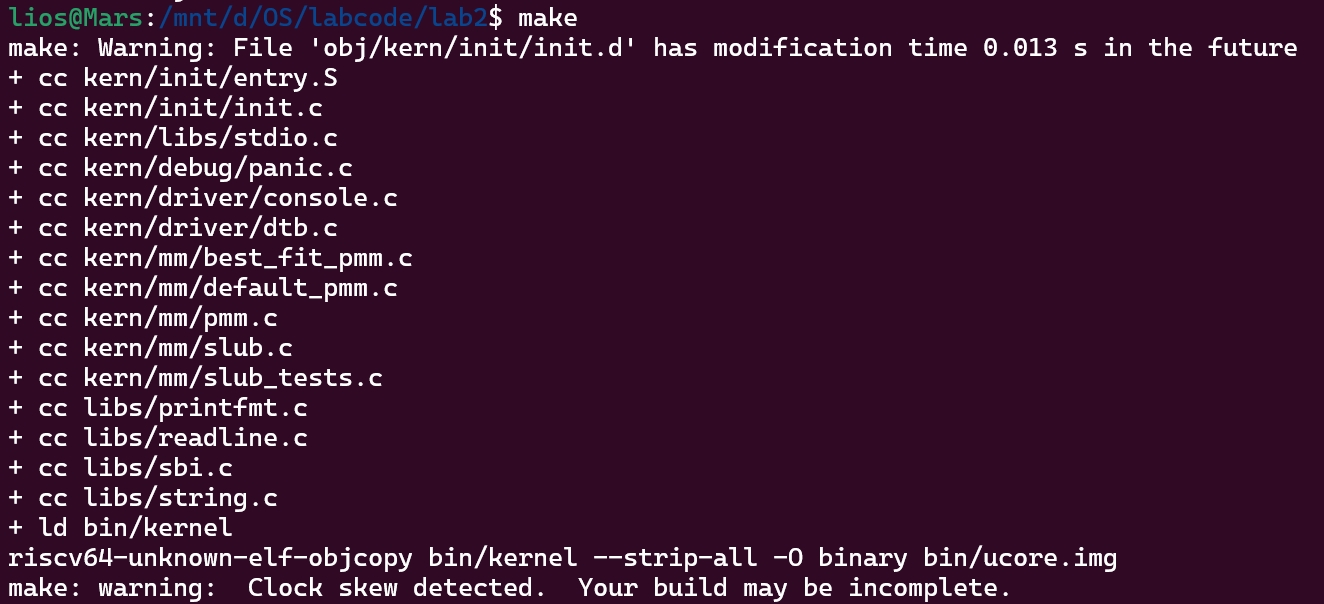 lios@Mars:/mnt/d/OS/labcode/lab2$ make
make: Warning: File 'obj/kern/init/init.d' has modification time 0.013 s in the future
+ cc kern/init/entry.S
+ cc kern/init/init.c
+ cc kern/libs/stdio.c
+ cc kern/debug/panic.c
+ cc kern/driver/console.c
+ cc kern/driver/dtb.c
+ cc kern/mm/best_fit_pmm.c
+ cc kern/mm/default_pmm.c
+ cc kern/mm/pmm.c
+ cc kern/mm/slub.c
+ cc kern/mm/slub_tests.c
+ cc libs/printfmt.c
+ cc libs/readline.c
+ cc libs/sbi.c
+ cc libs/string.c
+ ld bin/kernel
riscv64-unknown-elf-objcopy bin/kernel --strip-all -O binary bin/ucore.img
make: warning:  Clock skew detected.  Your build may be incomplete.